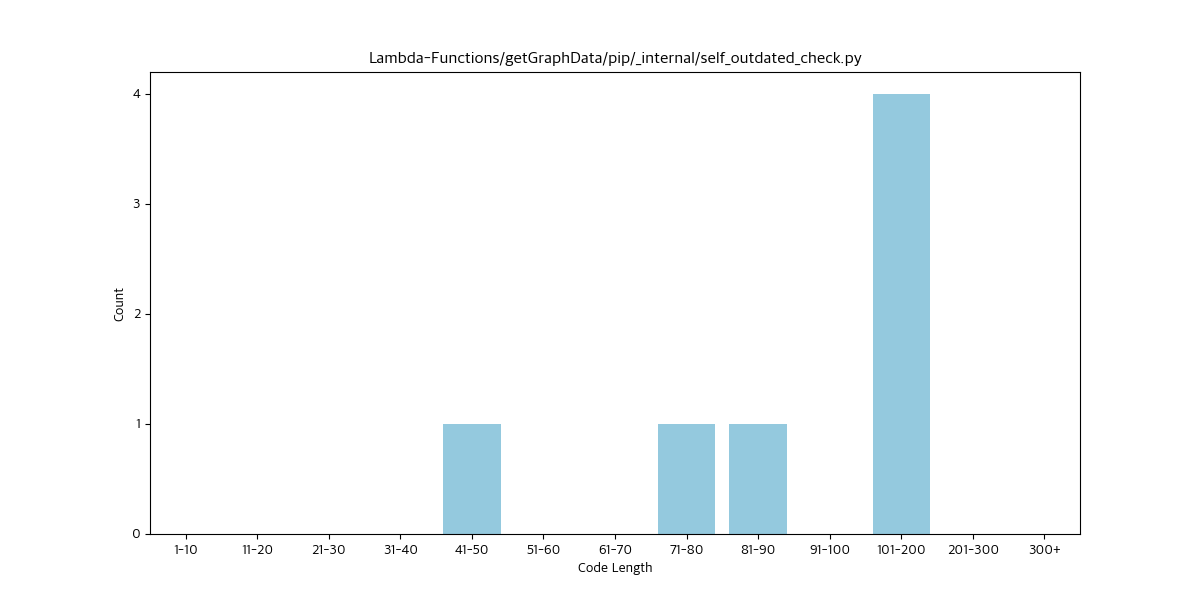 Lambda-Functions/getGraphData/pip/_internal/self_outdated_check.py
4
3
2
1
0
Count
1-10 11-20 21-30 31-40 41-50 51-60 61-70 71-80 81-90 91-100 101-200 201-300 300+
Code Length